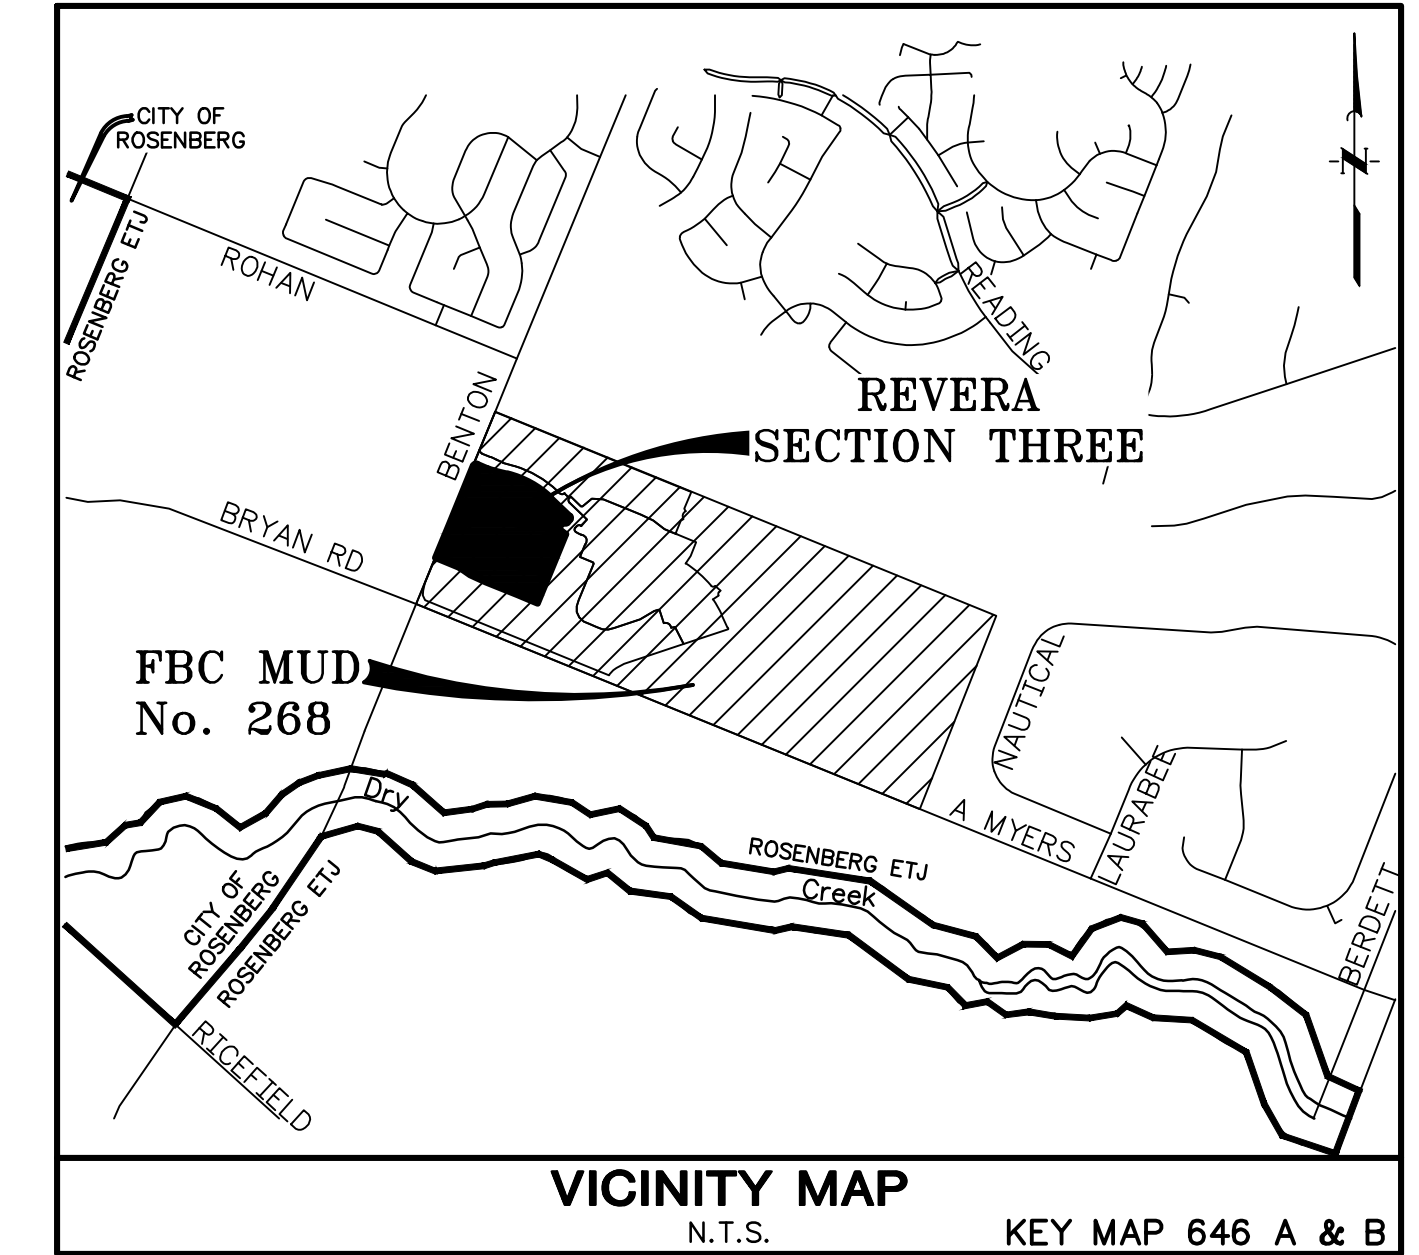 CITY OF
ROSENBERG
ROSENBERG ETJ
ROHAN
READING
BENTON
REVERA
SECTION THREE
BRYAN RD
FBC MUD
No. 268
NAUTICAL
LAURABEE
A MYERS
Dry
ROSENBERG ETJ
Creek
CITY OF
ROSENBERG
ROSENBERG ETJ
BERDETT
RICEFIELD
N
VICINITY MAP
N.T.S.
KEY MAP 646 A & B